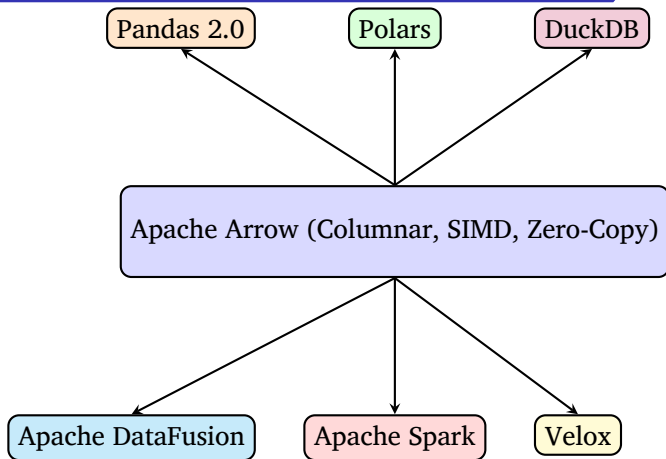 Pandas 2.0
Polars
DuckDB
Apache Arrow (Columnar, SIMD, Zero-Copy)
Apache DataFusion
Apache Spark
Velox